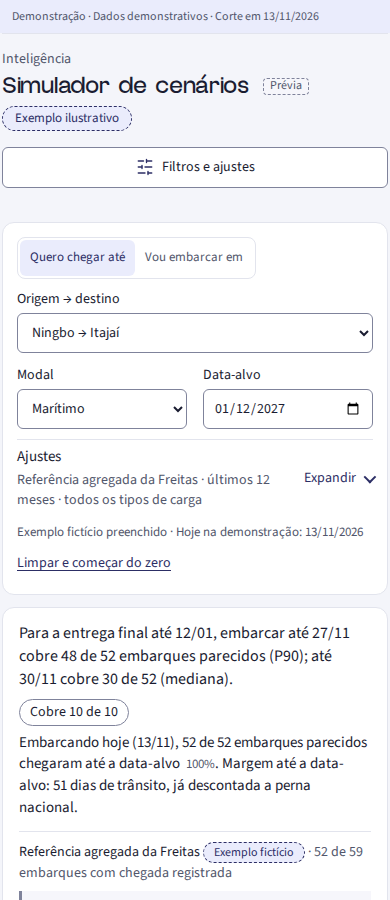 Demonstração · Dados demonstrativos · Corte em 13/11/2026
Inteligência
Simulador de cenários Prévia
Exemplo ilustrativo
Filtros e ajustes
Quero chegar até Vou embarcar em
Origem → destino
Ningbo → Itajaí
Modal Data-alvo
Marítimo 01/12/2027
Ajustes
Referência agregada da Freitas · últimos 12 Expandir
meses · todos os tipos de carga
Exemplo fictício preenchido · Hoje na demonstração: 13/11/2026
Limpar e começar do zero
Para a entrega final até 12/01, embarcar até 27/11
cobre 48 de 52 embarques parecidos (P90); até
30/11 cobre 30 de 52 (mediana).
Cobre 10 de 10
Embarcando hoje (13/11), 52 de 52 embarques parecidos
chegaram até a data-alvo 100%. Margem até a data-
alvo: 51 dias de trânsito, já descontada a perna
nacional.
Referência agregada da Freitas Exemplo fictício · 52 de 59
embarques com chegada registrada